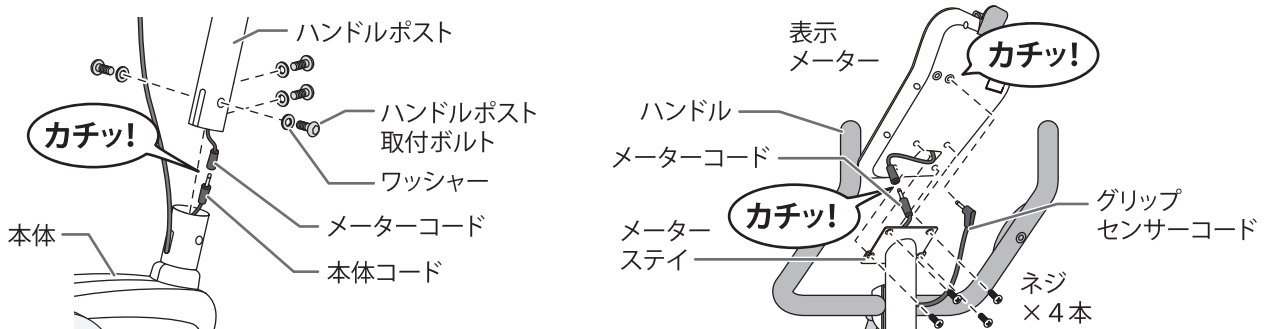 ハンドルポスト
カチッ!
ハンドルポスト
取付ボルト
ワッシャー
メーターコード
本体
本体コード
表示
メーター
カチッ!
ハンドル
メーターコード
カチッ!
グリップ
センサーコード
メーター
ステイ
ネジ
×４本